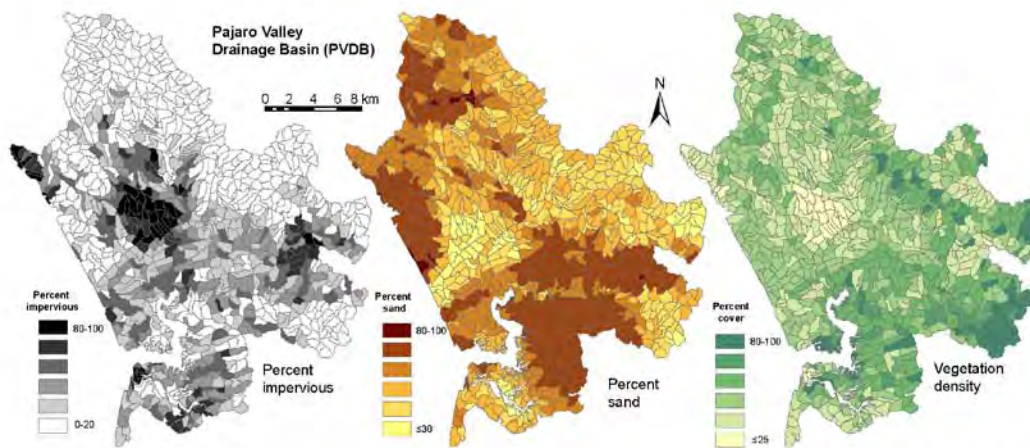 Pajaro Valley
Drainage Basin (PVDB)
0 2 4 6 8 km
N
Percent
impervious
80-100
0-20
Percent
impervious
Percent
sand
80-100
≤30
Percent
sand
Percent
cover
80-100
≤25
Vegetation
density